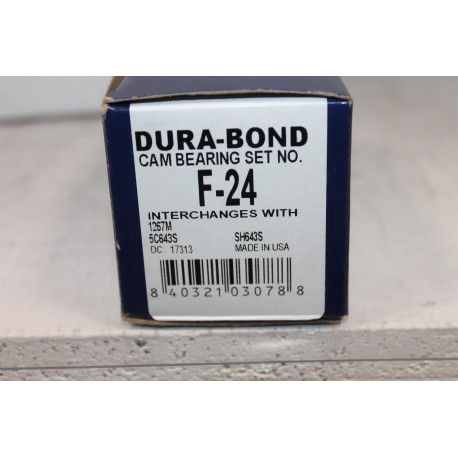 DURA-BOND
CAM BEARING SET NO.
F-24
INTERCHANGES WITH
1267M
5C643S SH643S
DC: 17313 MADE IN USA
8 40321 03078 8